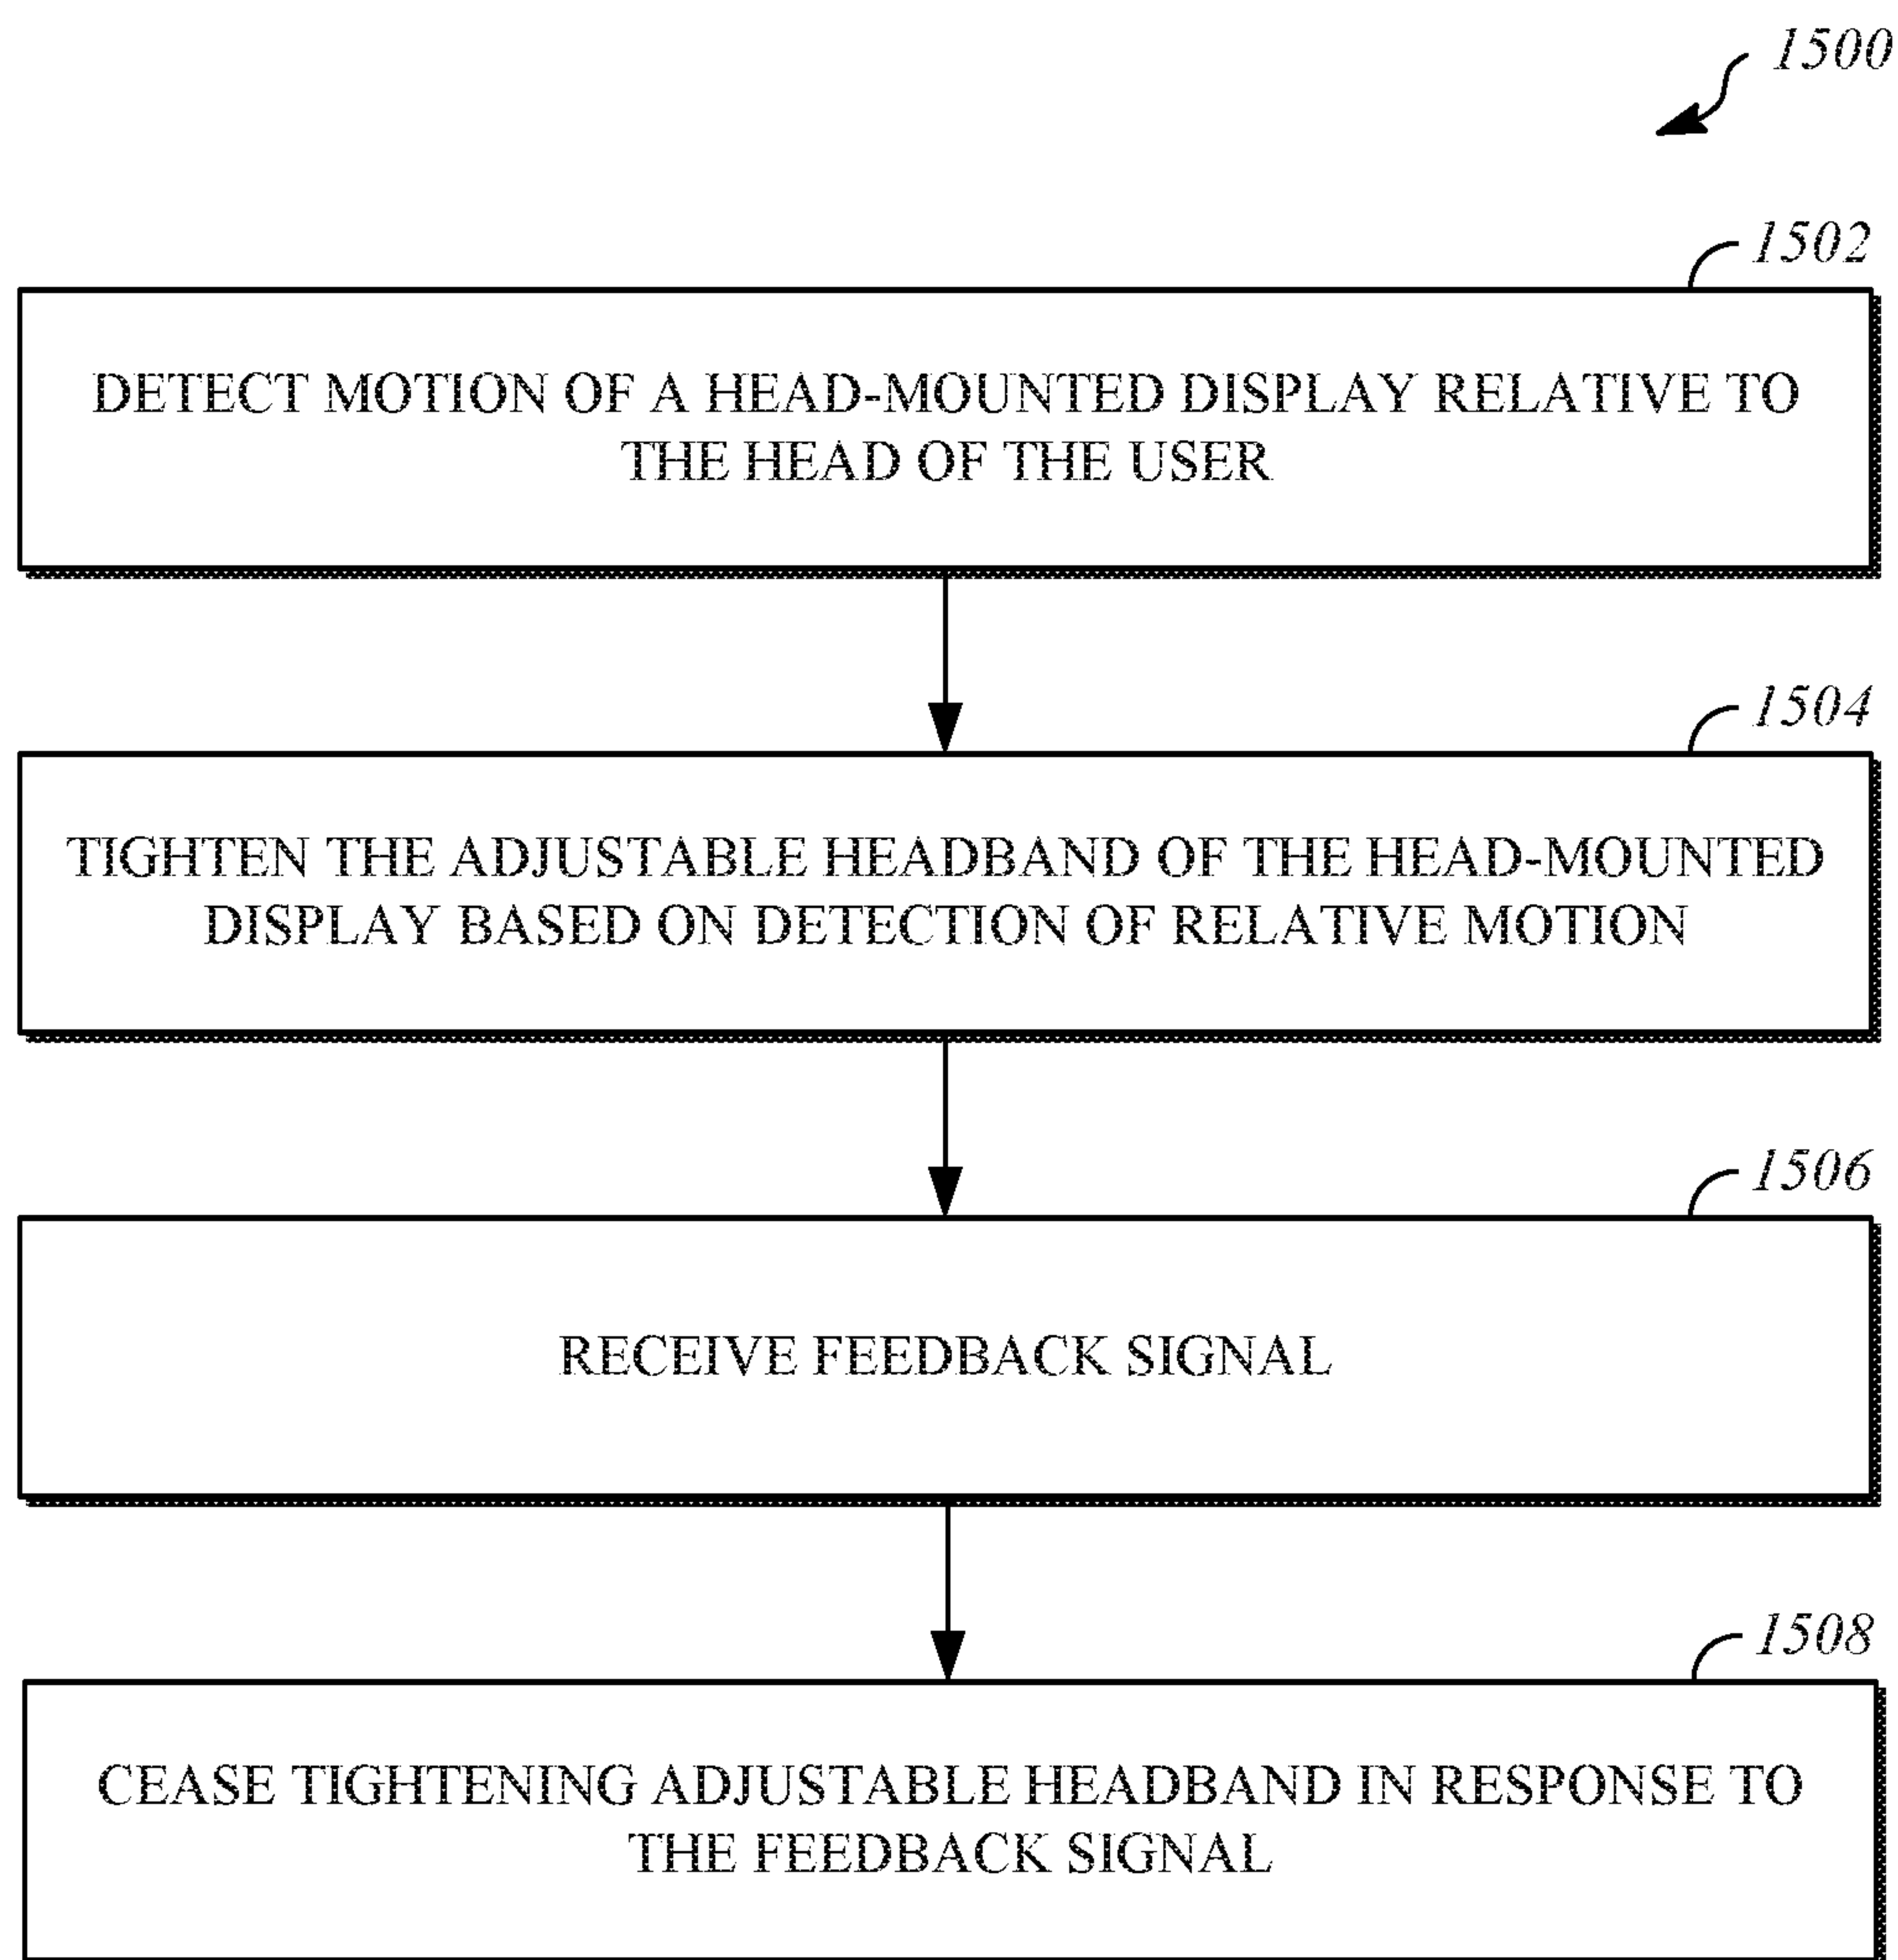 1500
1502
DETECT MOTION OF A HEAD-MOUNTED DISPLAY RELATIVE TO
THE HEAD OF THE USER
1504
TIGHTEN THE ADJUSTABLE HEADBAND OF THE HEAD-MOUNTED
DISPLAY BASED ON DETECTION OF RELATIVE MOTION
1506
RECEIVE FEEDBACK SIGNAL
1508
CEASE TIGHTENING ADJUSTABLE HEADBAND IN RESPONSE TO
THE FEEDBACK SIGNAL